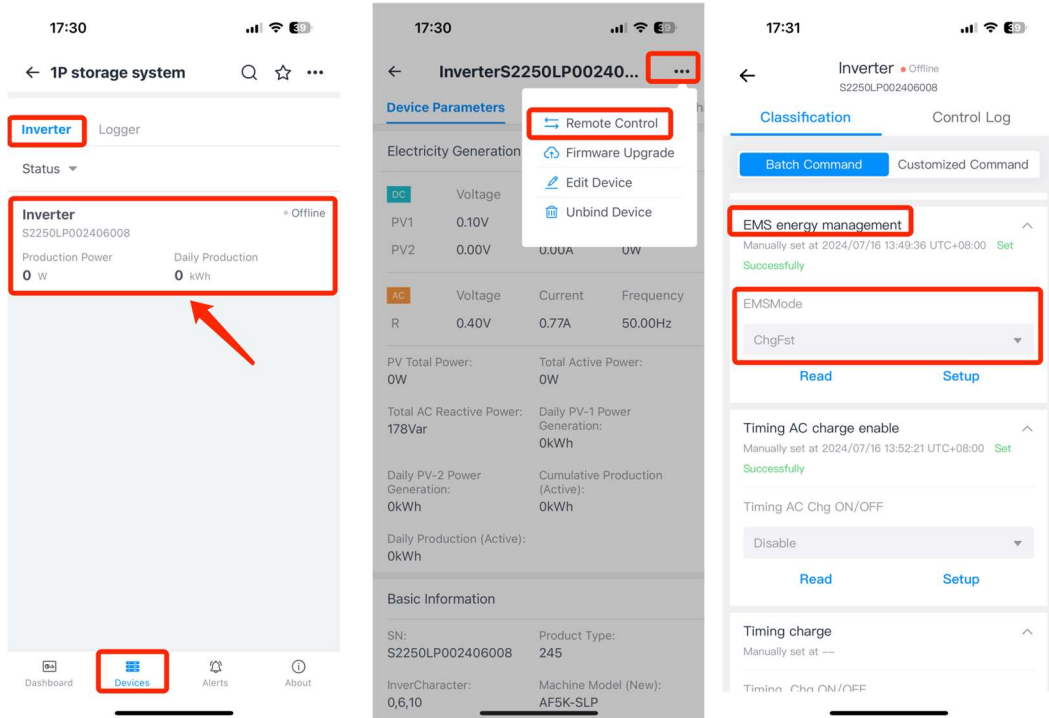 17:30
39
1P storage system
Inverter
Logger
Status
Inverter
Offline
S2250LP002406008
Production Power
Daily Production
0 W
0 kWh
Dashboard
Devices
Alerts
About
17:30
39
InverterS2250LP00240...
Device Parameters
h
Remote Control
Firmware Upgrade
Edit Device
Unbind Device
Electricity Generation
DC
Voltage
PV1
0.10V
PV2
0.00V
0.00A
0W
AC
Voltage
Current
Frequency
R
0.40V
0.77A
50.00Hz
PV Total Power:
0W
Total Active Power:
0W
Total AC Reactive Power:
178Var
Daily PV-1 Power
Generation:
0kWh
Daily PV-2 Power
Generation:
0kWh
Cumulative Production
(Active):
0kWh
Daily Production (Active):
0kWh
Basic Information
SN:
S2250LP002406008
Product Type:
245
InverCharacter:
0,6,10
Machine Model (New):
AF5K-SLP
17:31
39
Inverter
Offline
S2250LP002406008
Classification
Control Log
Batch Command
Customized Command
EMS energy management
Manually set at 2024/07/16 13:49:36 UTC+08:00 Set
Successfully
EMSMode
ChgFst
Read
Setup
Timing AC charge enable
Manually set at 2024/07/16 13:52:21 UTC+08:00 Set
Successfully
Timing AC Chg ON/OFF
Disable
Read
Setup
Timing charge
Manually set at --
Timing Chg ON/OFF